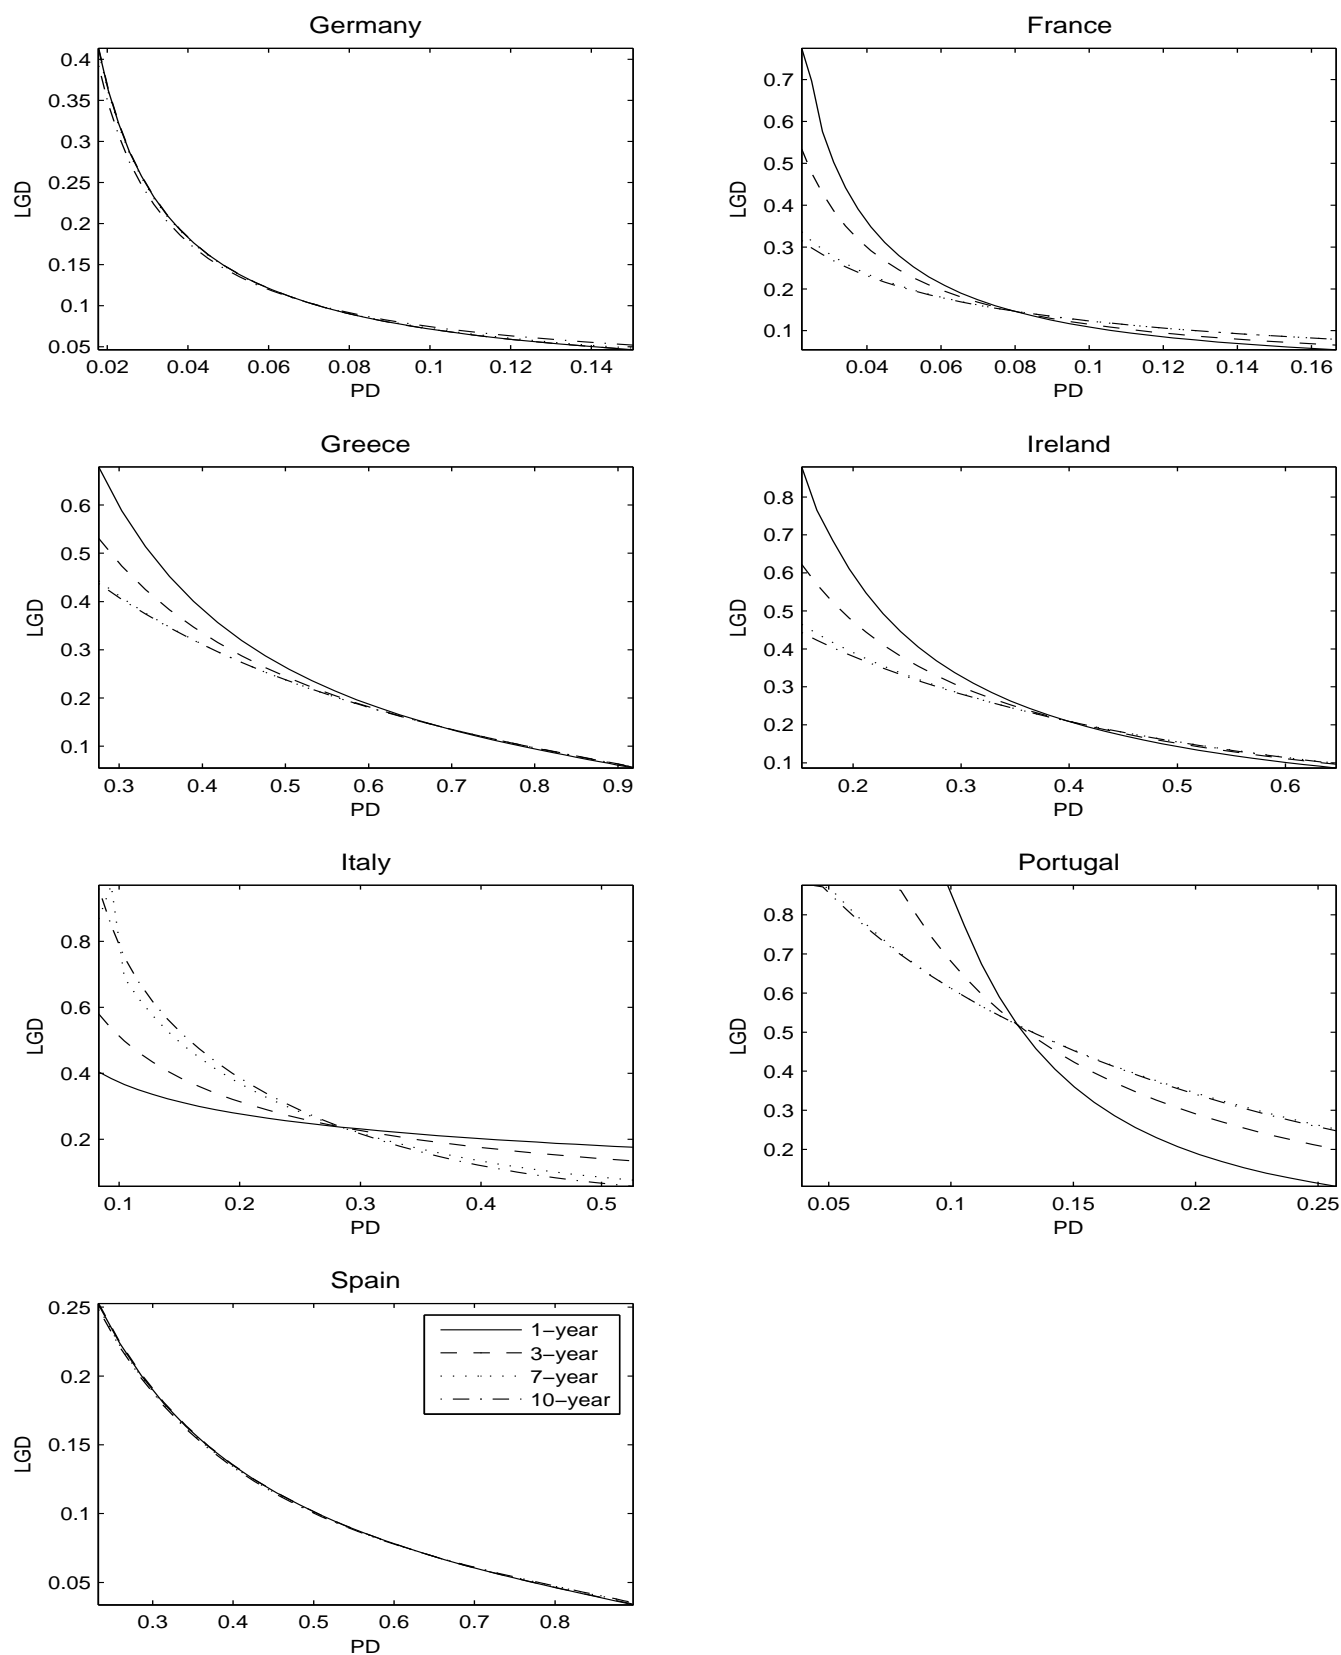 Germany
0.4
0.35
0.3
0.25
0.2
0.15
0.1
0.05
LGD
0.02 0.04 0.06 0.08 0.1 0.12 0.14
PD
France
0.7
0.6
0.5
0.4
0.3
0.2
0.1
LGD
0.04 0.06 0.08 0.1 0.12 0.14 0.16
PD
Greece
0.6
0.5
0.4
0.3
0.2
0.1
LGD
0.3 0.4 0.5 0.6 0.7 0.8 0.9
PD
Ireland
0.8
0.7
0.6
0.5
0.4
0.3
0.2
0.1
LGD
0.2 0.3 0.4 0.5 0.6
PD
Italy
0.8
0.6
0.4
0.2
LGD
0.1 0.2 0.3 0.4 0.5
PD
Portugal
0.8
0.7
0.6
0.5
0.4
0.3
0.2
LGD
0.05 0.1 0.15 0.2 0.25
PD
Spain
0.25
0.2
0.15
0.1
0.05
LGD
1−year
3−year
7−year
10−year
0.3 0.4 0.5 0.6 0.7 0.8
PD